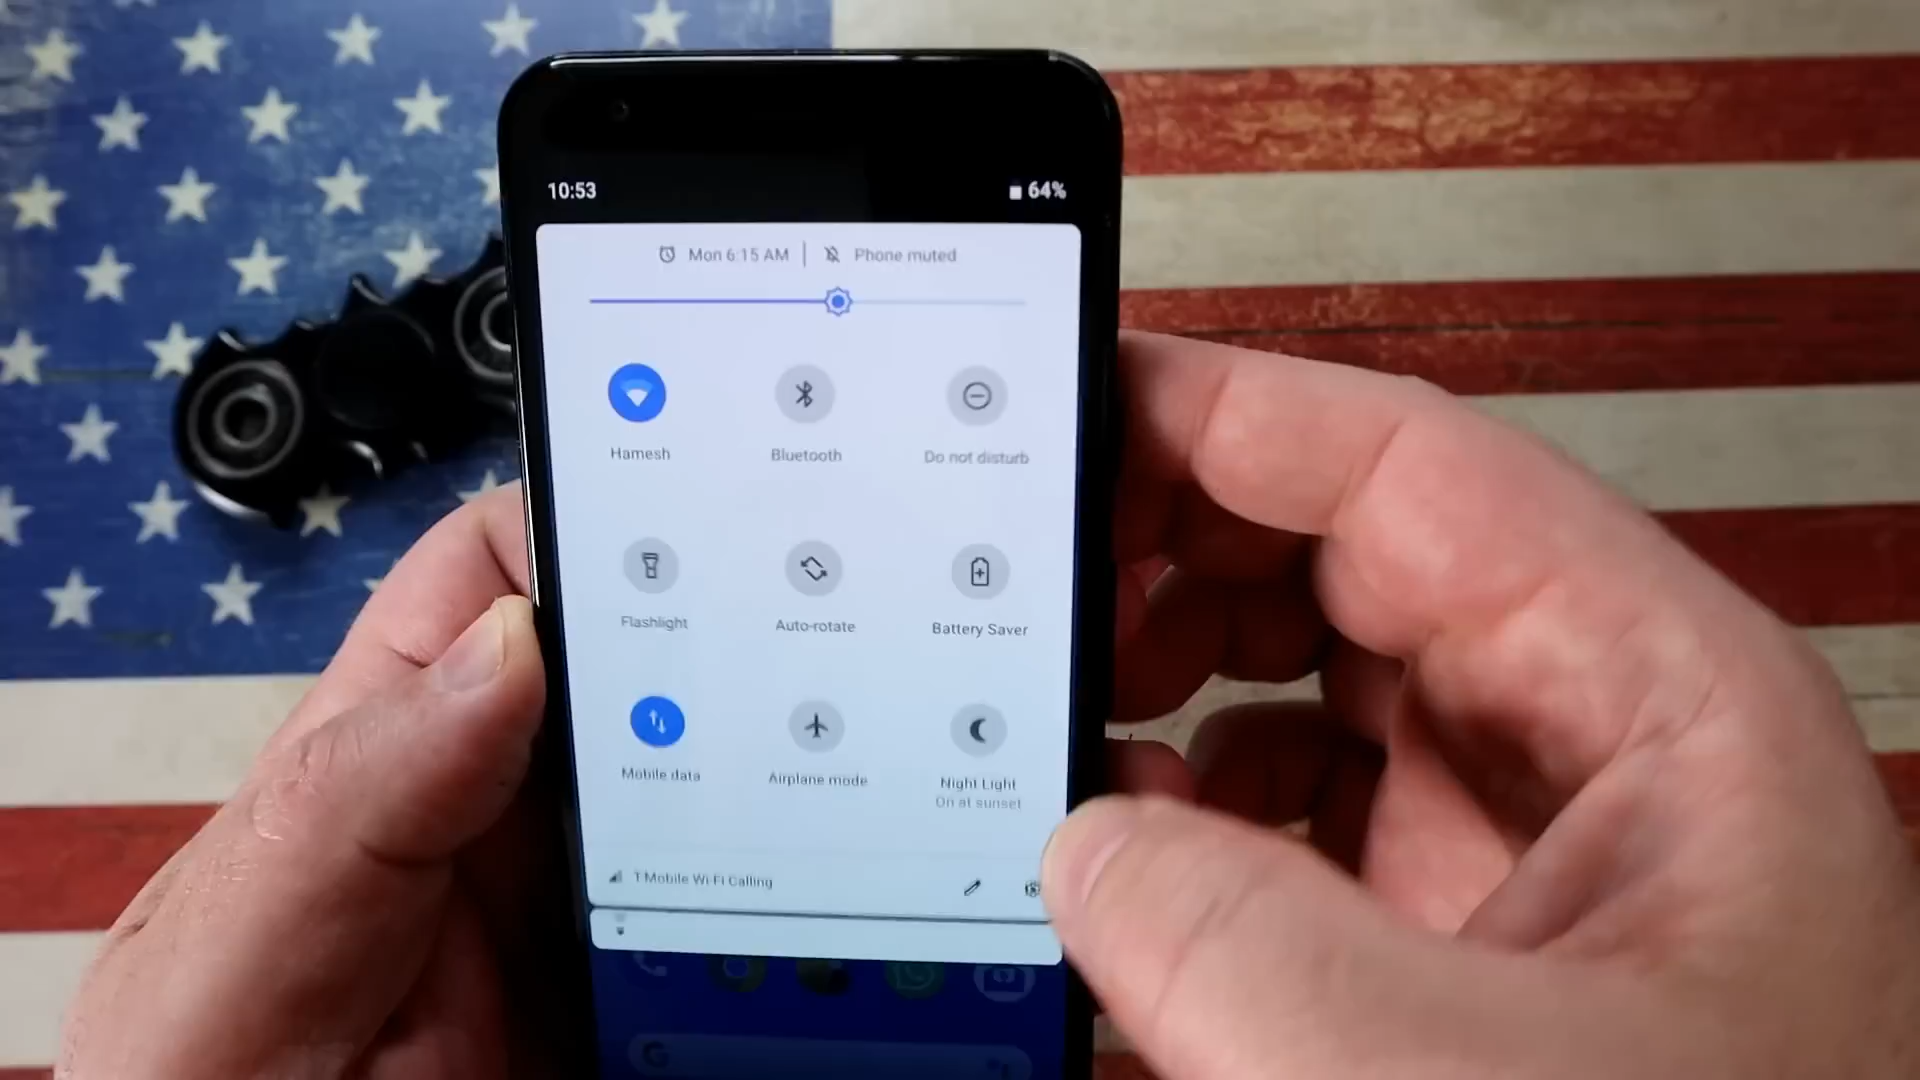 10:53 64%
Mon 6:15 AM | Phone muted
Hamesh Bluetooth Do not disturb
Flashlight Auto-rotate Battery Saver
Mobile data Airplane mode Night Light
On at sunset
T-Mobile Wi-Fi Calling
G